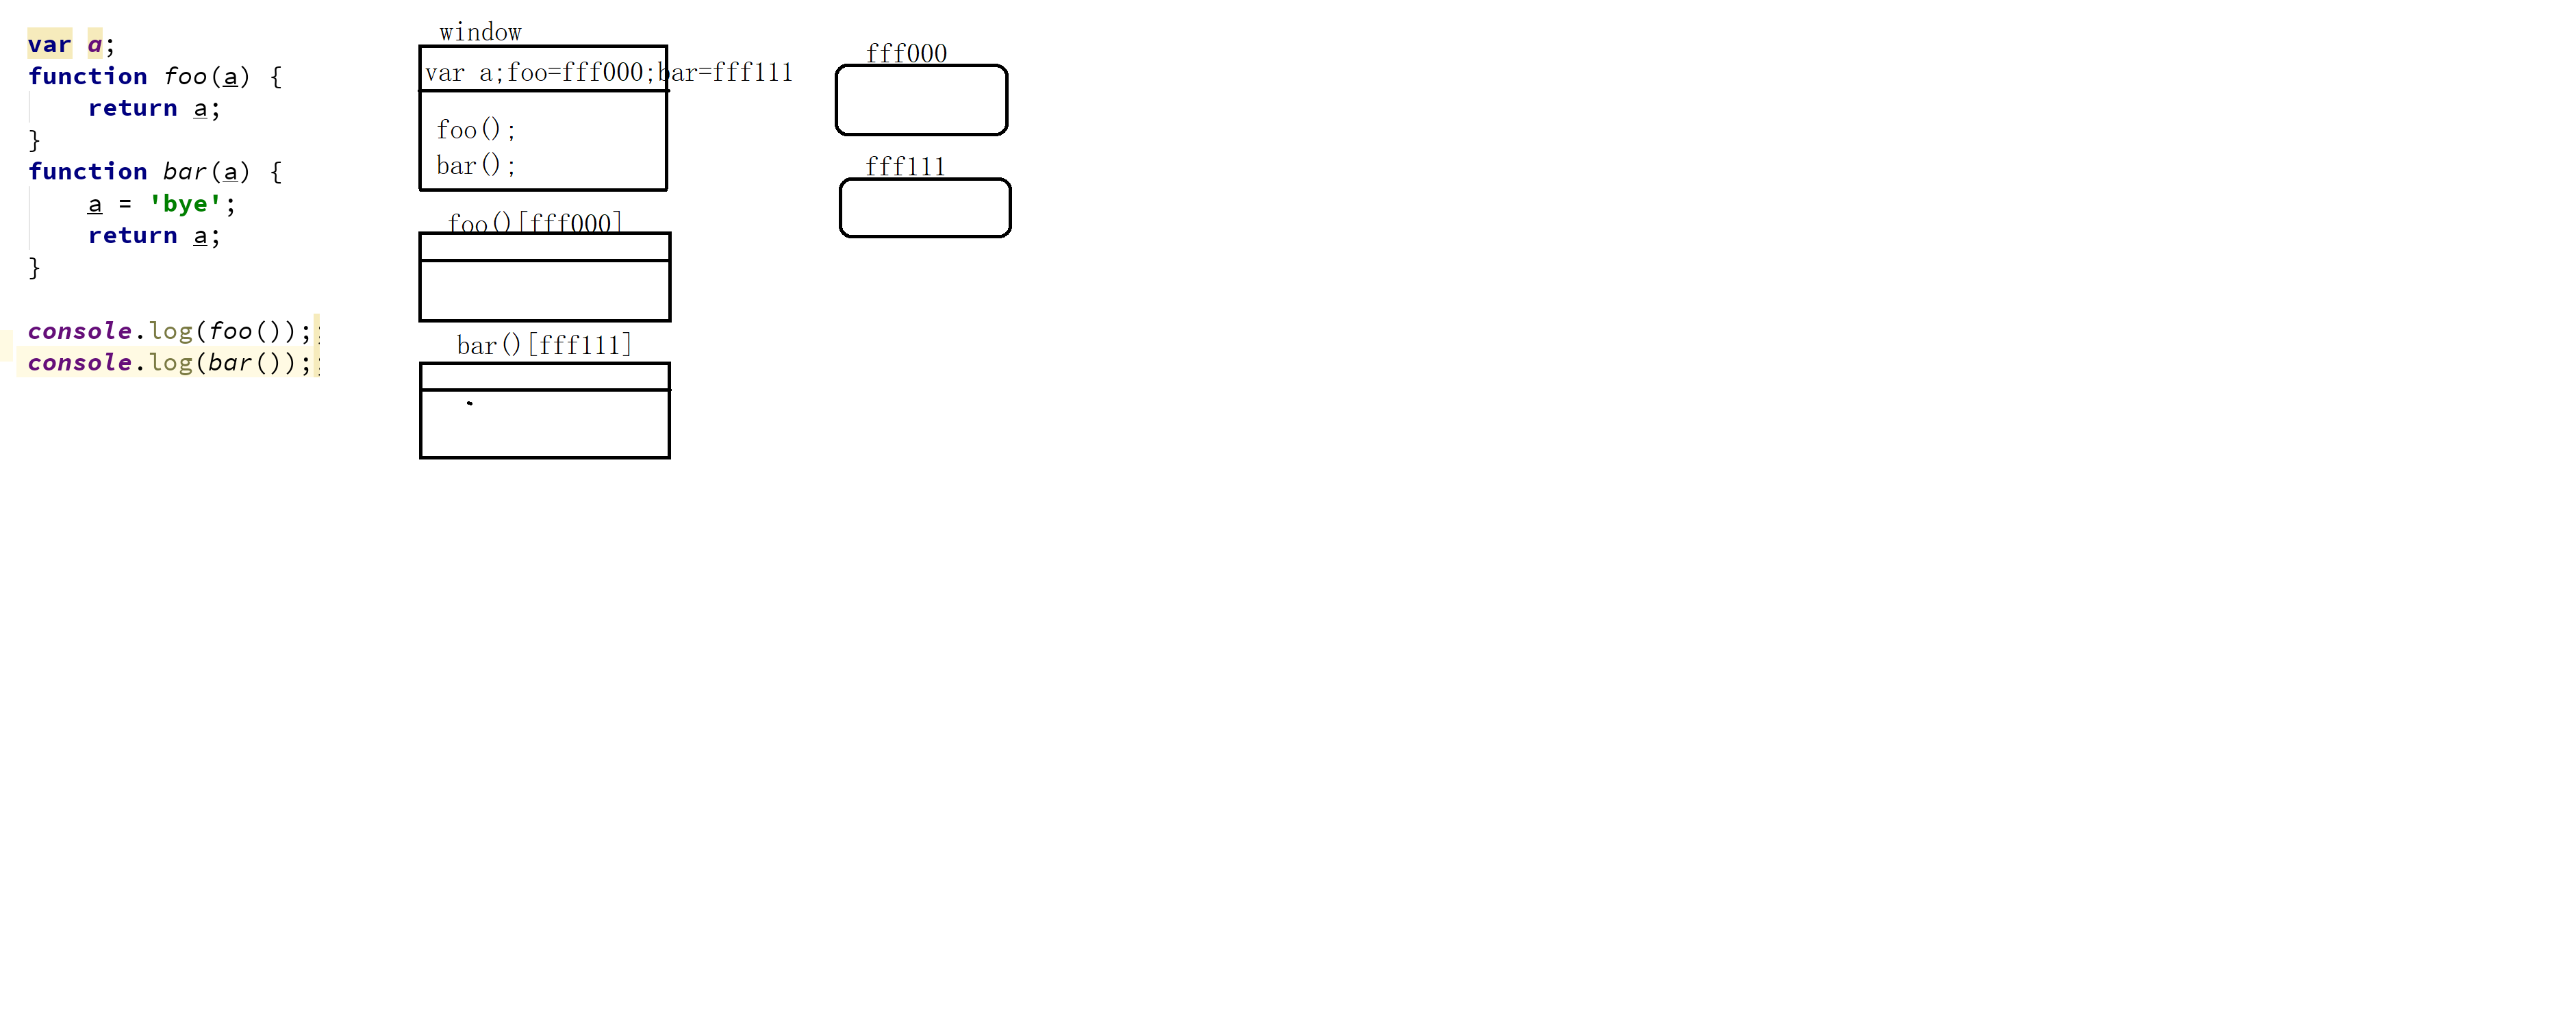 var a;
function foo(a) {
    return a;
}
function bar(a) {
    a = 'bye';
    return a;
}
console.log(foo());
console.log(bar());
window
var a;foo=fff000;bar=fff111
foo();
bar();
foo()[fff000]
bar()[fff111]
fff000
fff111